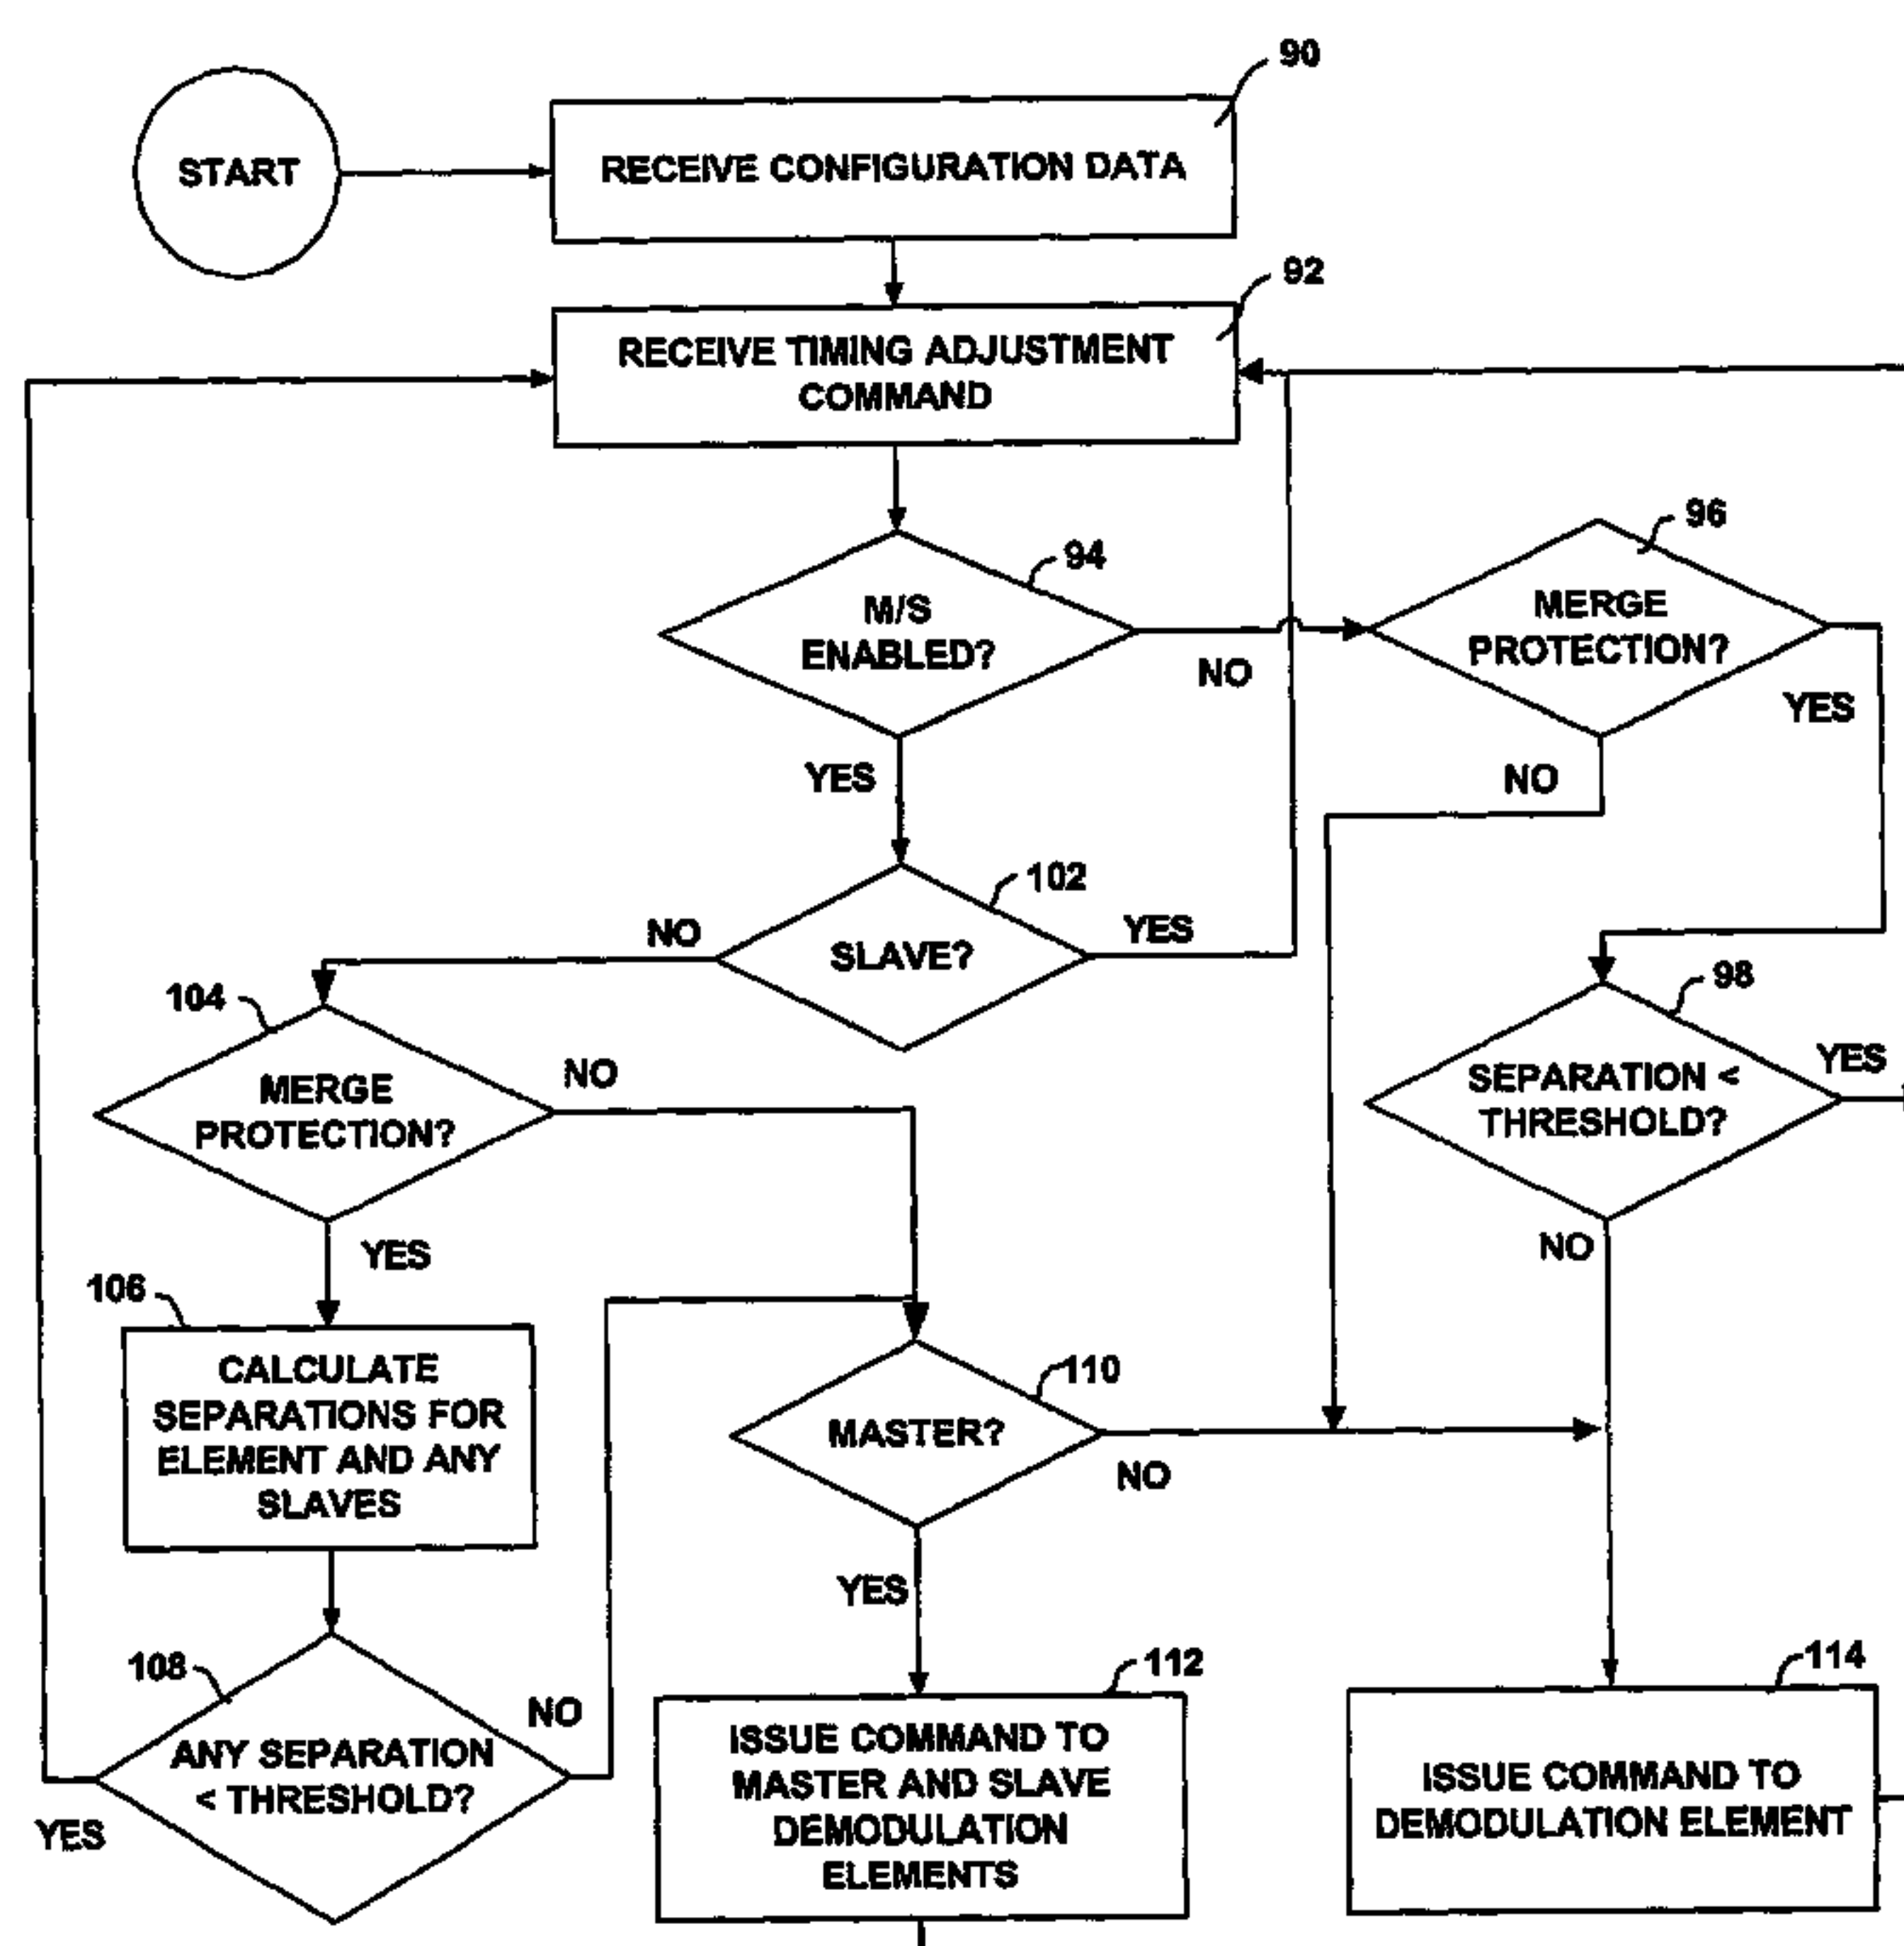 90
START
RECEIVE CONFIGURATION DATA
92
RECEIVE TIMING ADJUSTMENT
COMMAND
94
M/S
ENABLED?
NO
YES
96
MERGE
PROTECTION?
YES
NO
102
SLAVE?
NO
YES
98
SEPARATION <
THRESHOLD?
YES
NO
104
MERGE
PROTECTION?
NO
YES
106
CALCULATE
SEPARATIONS FOR
ELEMENT AND ANY
SLAVES
110
MASTER?
NO
YES
108
ANY SEPARATION
< THRESHOLD?
NO
YES
112
ISSUE COMMAND TO
MASTER AND SLAVE
DEMODULATION
ELEMENTS
114
ISSUE COMMAND TO
DEMODULATION ELEMENT